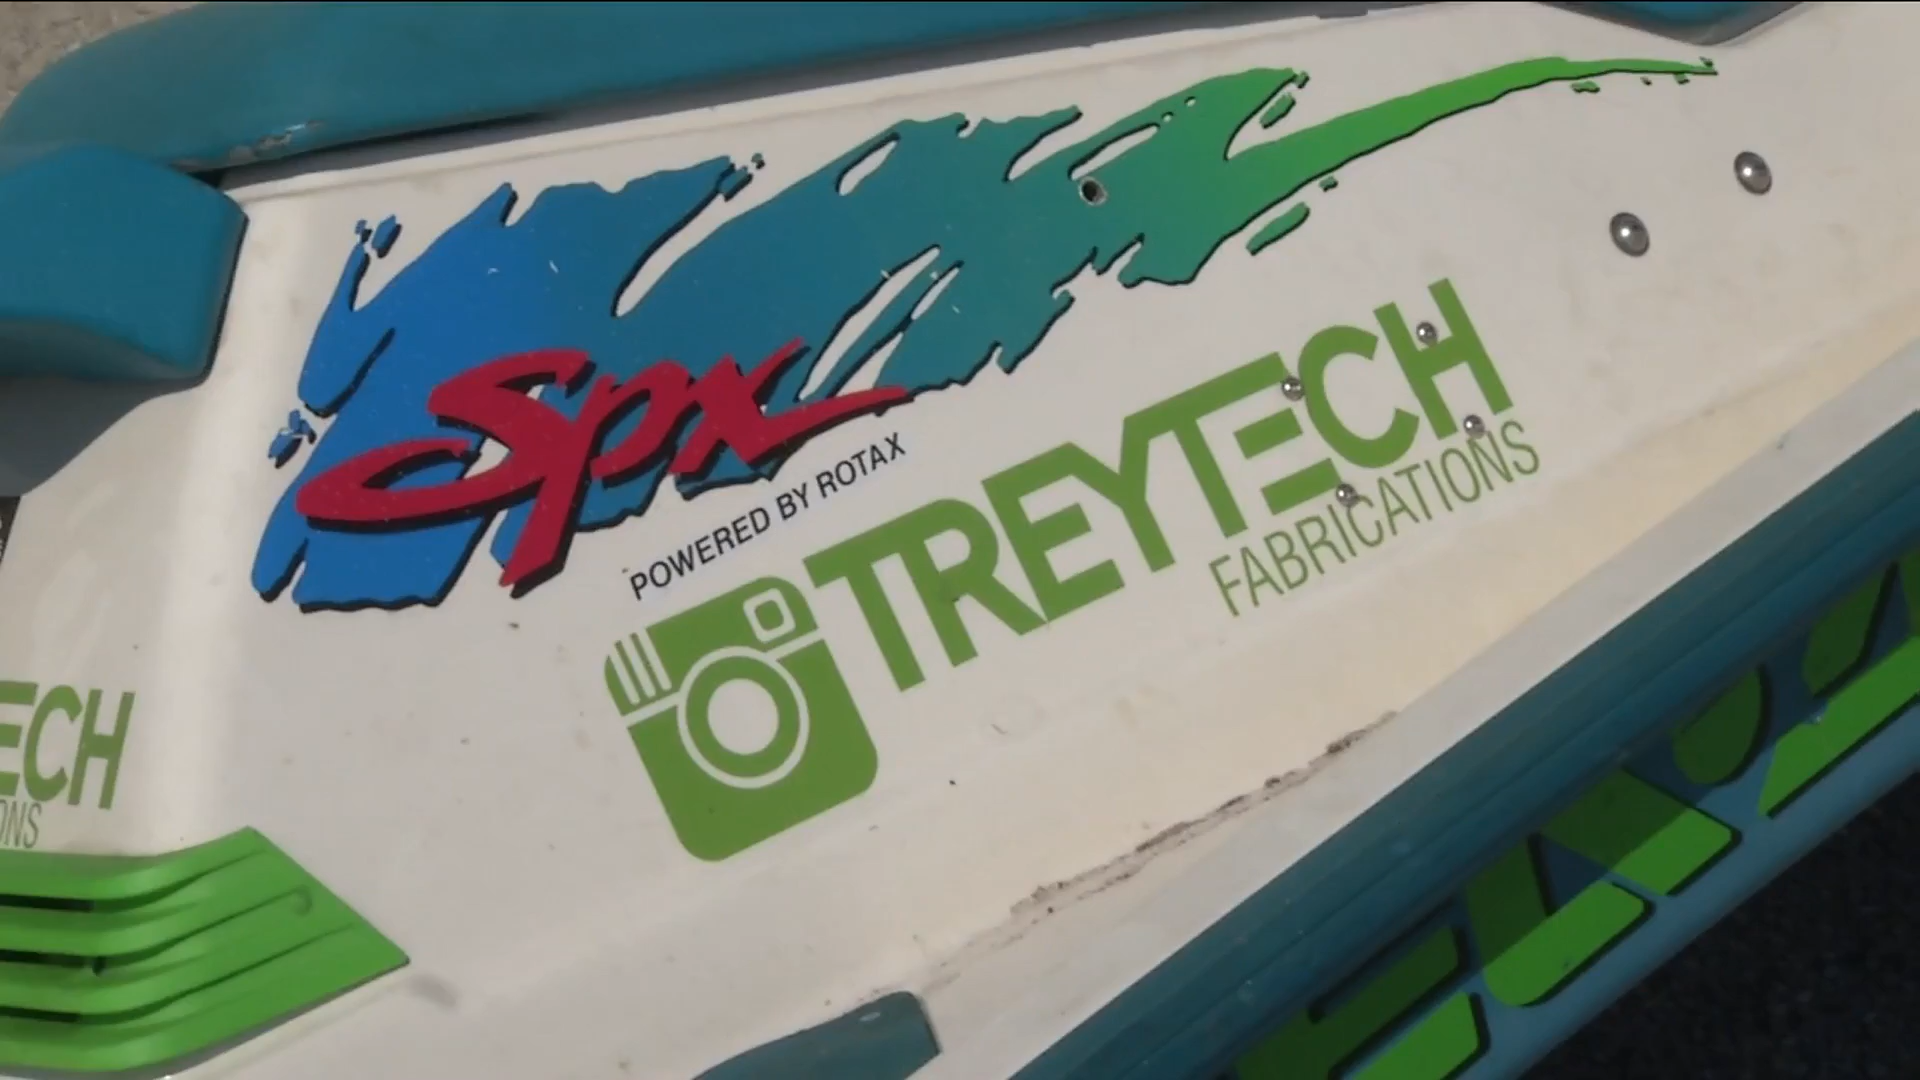 Spx
POWERED BY ROTAX
TREYTECH
FABRICATIONS
ECH
ONS